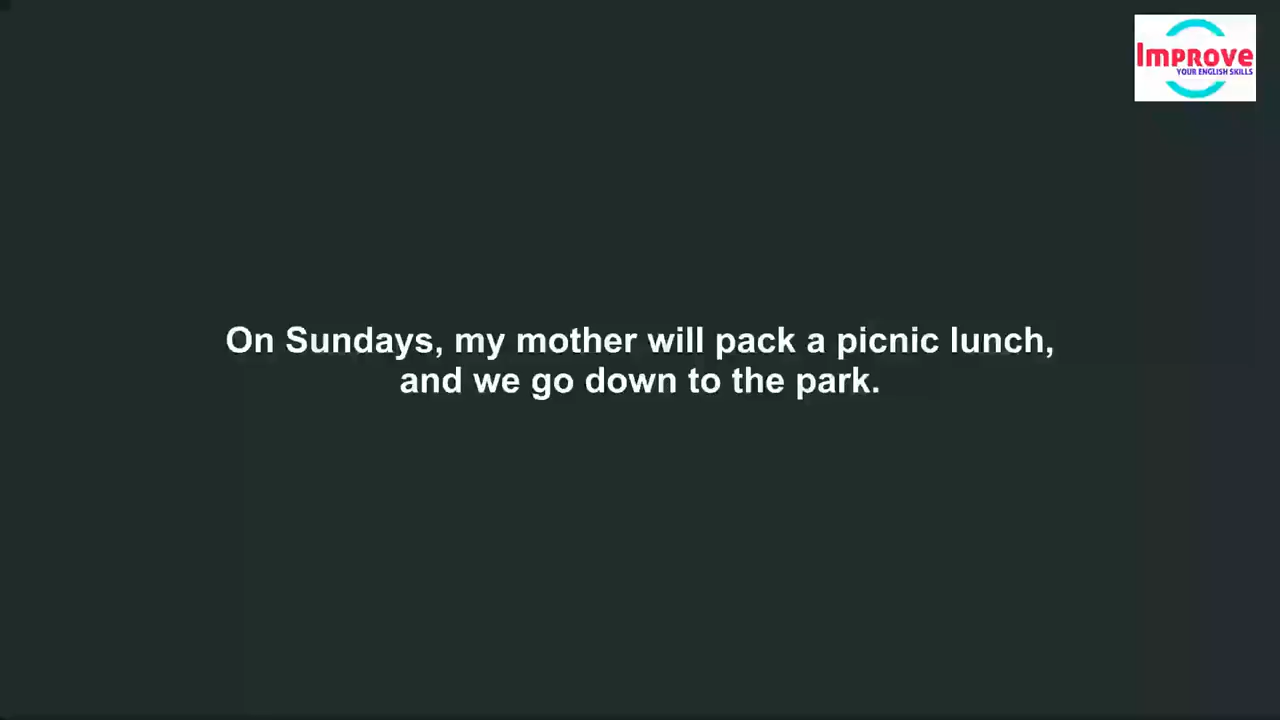 Improve
YOUR ENGLISH SKILLS
On Sundays, my mother will pack a picnic lunch,
and we go down to the park.